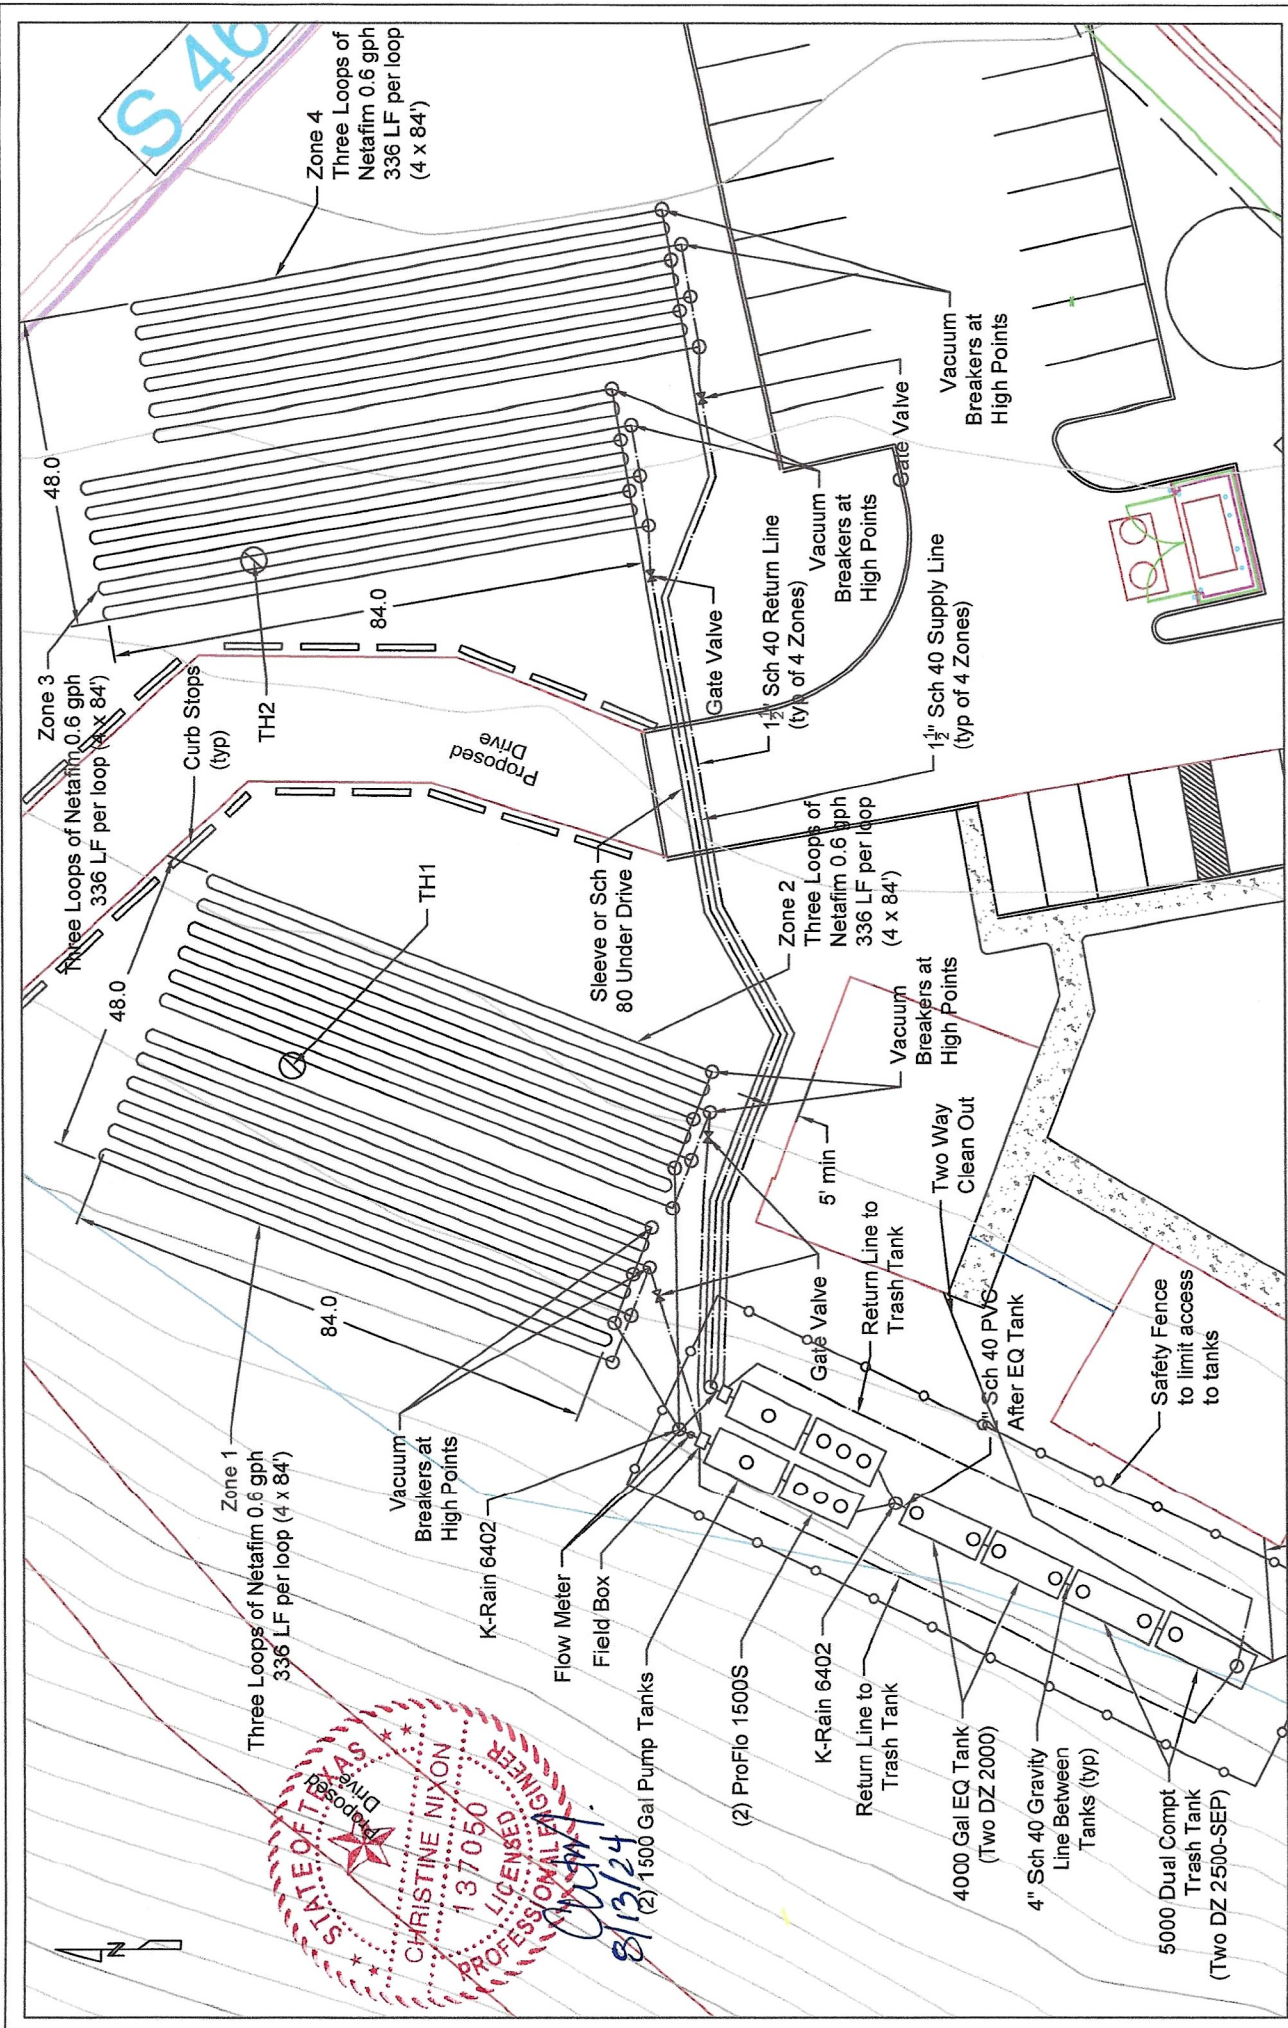 S 46
Zone 4
Three Loops of
Netafim 0.6 gph
336 LF per loop
(4 x 84')
48.0
Zone 3
Three Loops of Netafim 0.6 gph
336 LF per loop (4 x 84')
Curb Stops
(typ)
TH2
84.0
Vacuum
Breakers at
High Points
Gate Valve
Vacuum
Breakers at
High Points
Gate Valve
1½" Sch 40 Return Line
(typ of 4 Zones)
1½" Sch 40 Supply Line
(typ of 4 Zones)
Proposed
Drive
Sleeve or Sch
80 Under Drive
48.0
TH1
Zone 2
Three Loops of
Netafim 0.6 gph
336 LF per loop
(4 x 84')
Vacuum
Breakers at
High Points
5' min
Two Way
Clean Out
84.0
Gate Valve
Return Line to
Trash Tank
Sch 40 PVC
After EQ Tank
Safety Fence
to limit access
to tanks
Zone 1
Three Loops of Netafim 0.6 gph
336 LF per loop (4 x 84')
Vacuum
Breakers at
High Points
K-Rain 6402
Flow Meter
Field Box
(2) 1500 Gal Pump Tanks
(2) ProFlo 1500S
K-Rain 6402
Return Line to
Trash Tank
4000 Gal EQ Tank
(Two DZ 2000)
4" Sch 40 Gravity
Line Between
Tanks (typ)
5000 Dual Compt
Trash Tank
(Two DZ 2500-SEP)
Proposed
Drive
STATE OF TEXAS
CHRISTINE NIXON
137050
LICENSED
PROFESSIONAL ENGINEER
8/13/24
N